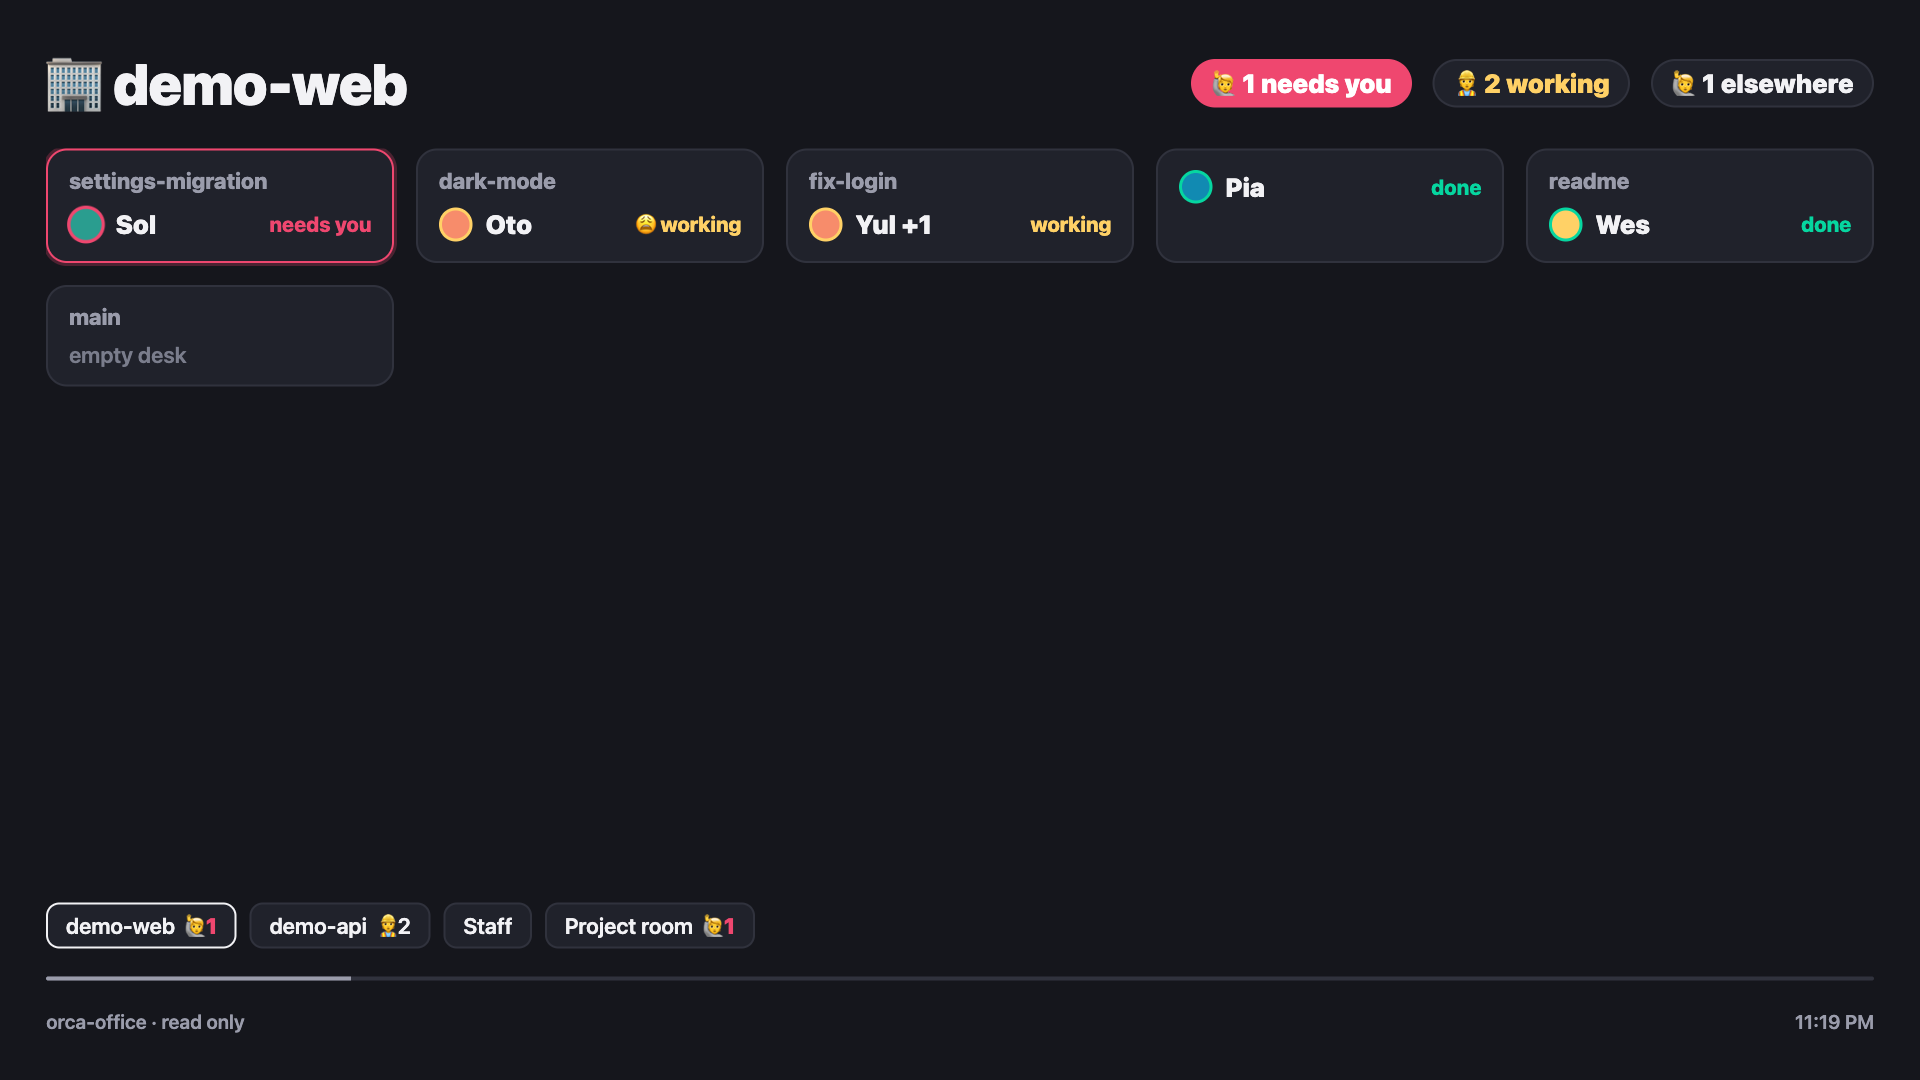 🏢 demo-web
🙋 1 needs you
👷 2 working
🙋 1 elsewhere
settings-migration
Sol needs you
dark-mode
Oto 😩 working
fix-login
Yul +1 working
Pia done
readme
Wes done
main
empty desk
demo-web 🙋1
demo-api 👷2
Staff
Project room 🙋1
orca-office · read only
11:19 PM